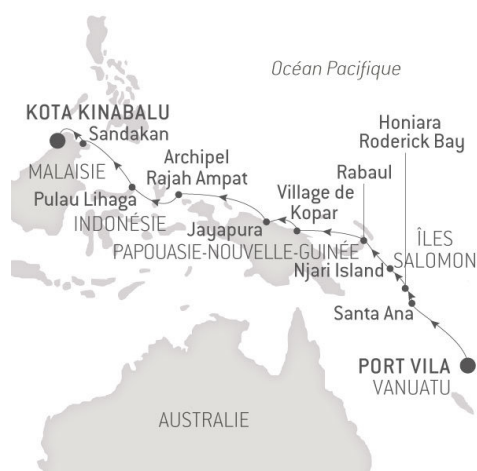 Océan Pacifique
KOTA KINABALU
Sandakan
MALAISIE
Pulau Lihaga
INDONÉSIE
Archipel
Rajah Ampat
Jayapura
Village de
Kopar
PAPOUASIE-NOUVELLE-GUINÉE
Rabaul
Honiara
Roderick Bay
Njari Island
ÎLES
SALOMON
Santa Ana
PORT VILA
VANUATU
AUSTRALIE